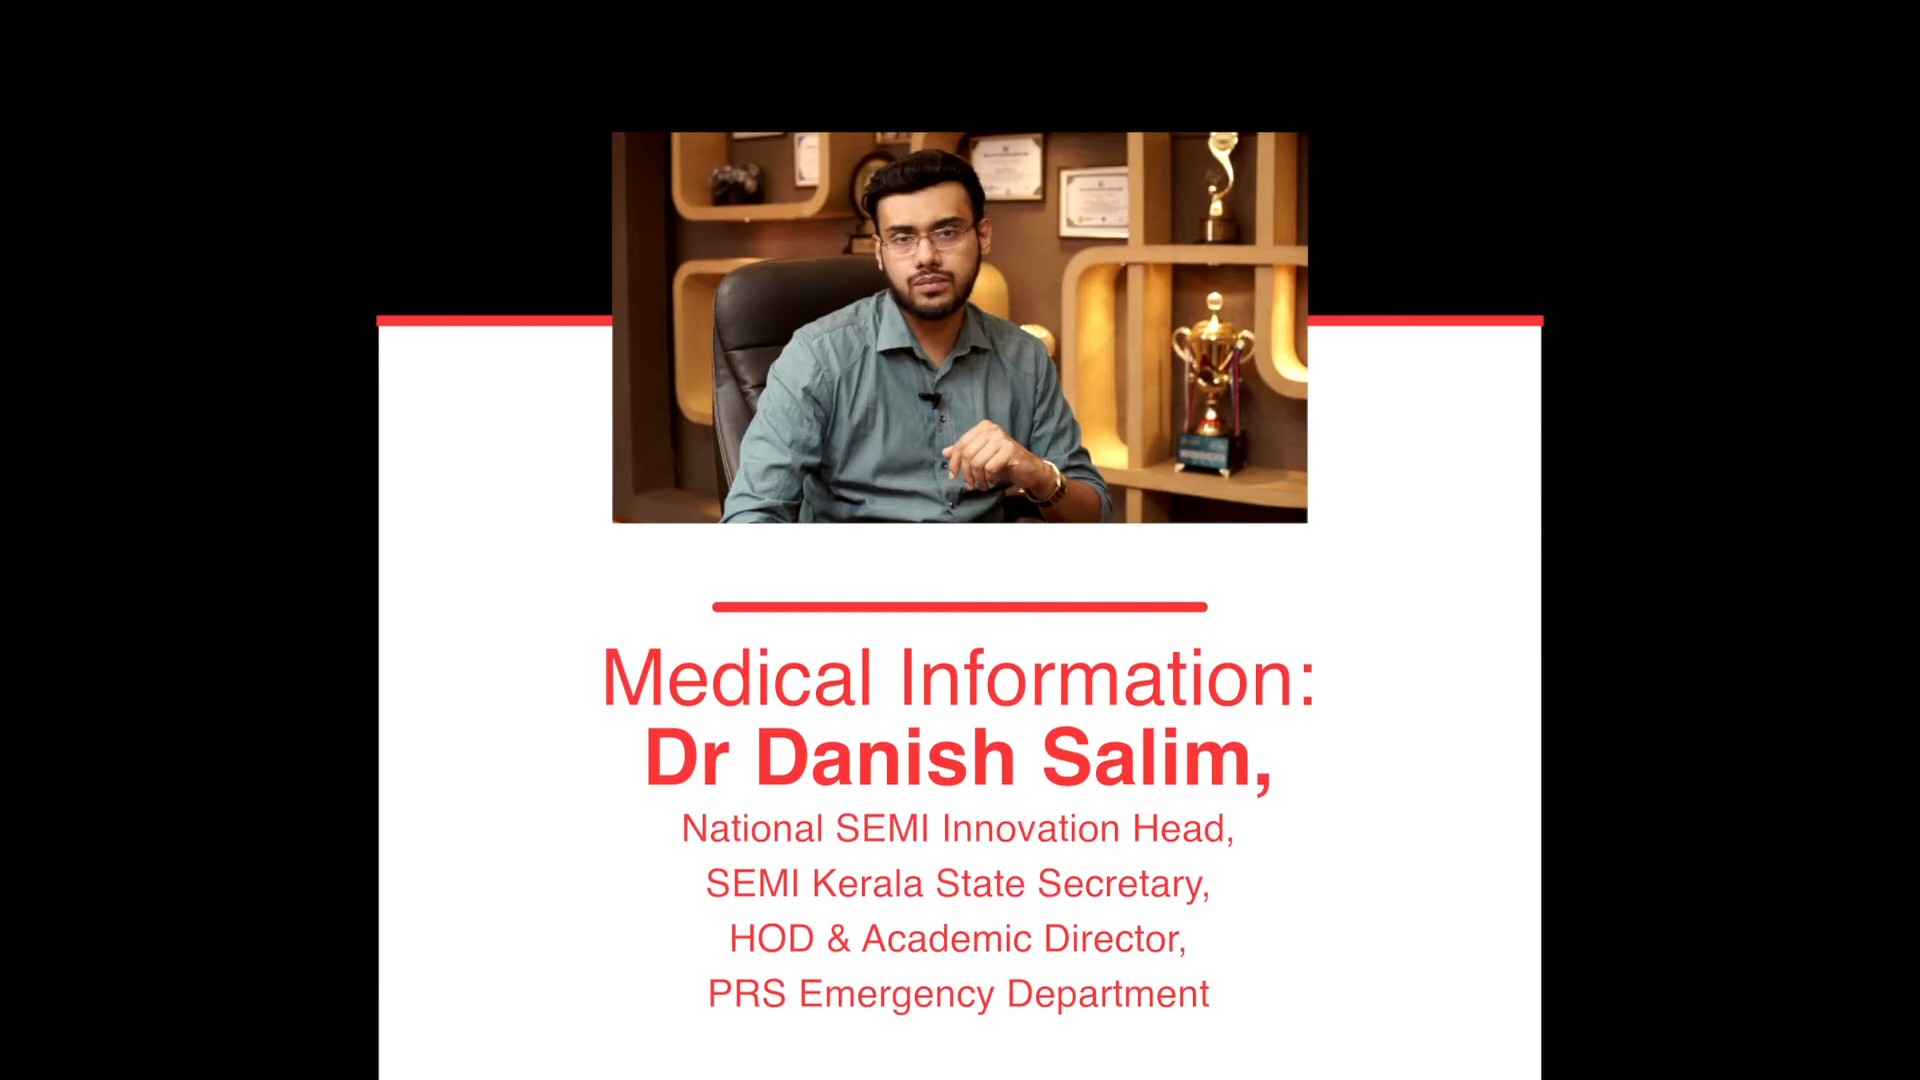 Medical Information:
Dr Danish Salim,
National SEMI Innovation Head,
SEMI Kerala State Secretary,
HOD & Academic Director,
PRS Emergency Department